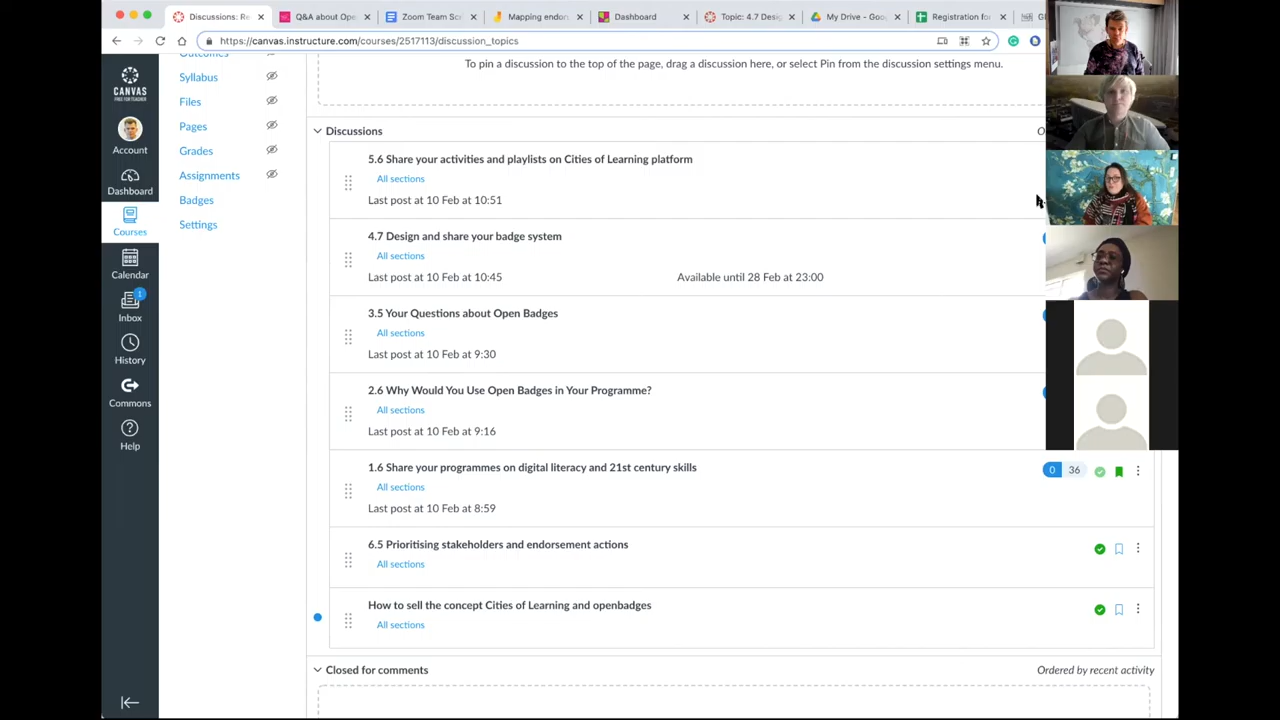 Discussions: Re
Q&A about Ope
Zoom Team Scr
Mapping endor
Dashboard
Topic: 4.7 Desig
My Drive - Goog
Registration for
https://canvas.instructure.com/courses/2517113/discussion_topics
CANVAS
FREE FOR TEACHER
Account
Dashboard
Courses
Calendar
1
Inbox
History
Commons
Help
Outcomes
Syllabus
Files
Pages
Grades
Assignments
Badges
Settings
To pin a discussion to the top of the page, drag a discussion here, or select Pin from the discussion settings menu.
Discussions
5.6 Share your activities and playlists on Cities of Learning platform
All sections
Last post at 10 Feb at 10:51
4.7 Design and share your badge system
All sections
Last post at 10 Feb at 10:45
Available until 28 Feb at 23:00
3.5 Your Questions about Open Badges
All sections
Last post at 10 Feb at 9:30
2.6 Why Would You Use Open Badges in Your Programme?
All sections
Last post at 10 Feb at 9:16
1.6 Share your programmes on digital literacy and 21st century skills
0 36
All sections
Last post at 10 Feb at 8:59
6.5 Prioritising stakeholders and endorsement actions
All sections
How to sell the concept Cities of Learning and openbadges
All sections
Closed for comments
Ordered by recent activity